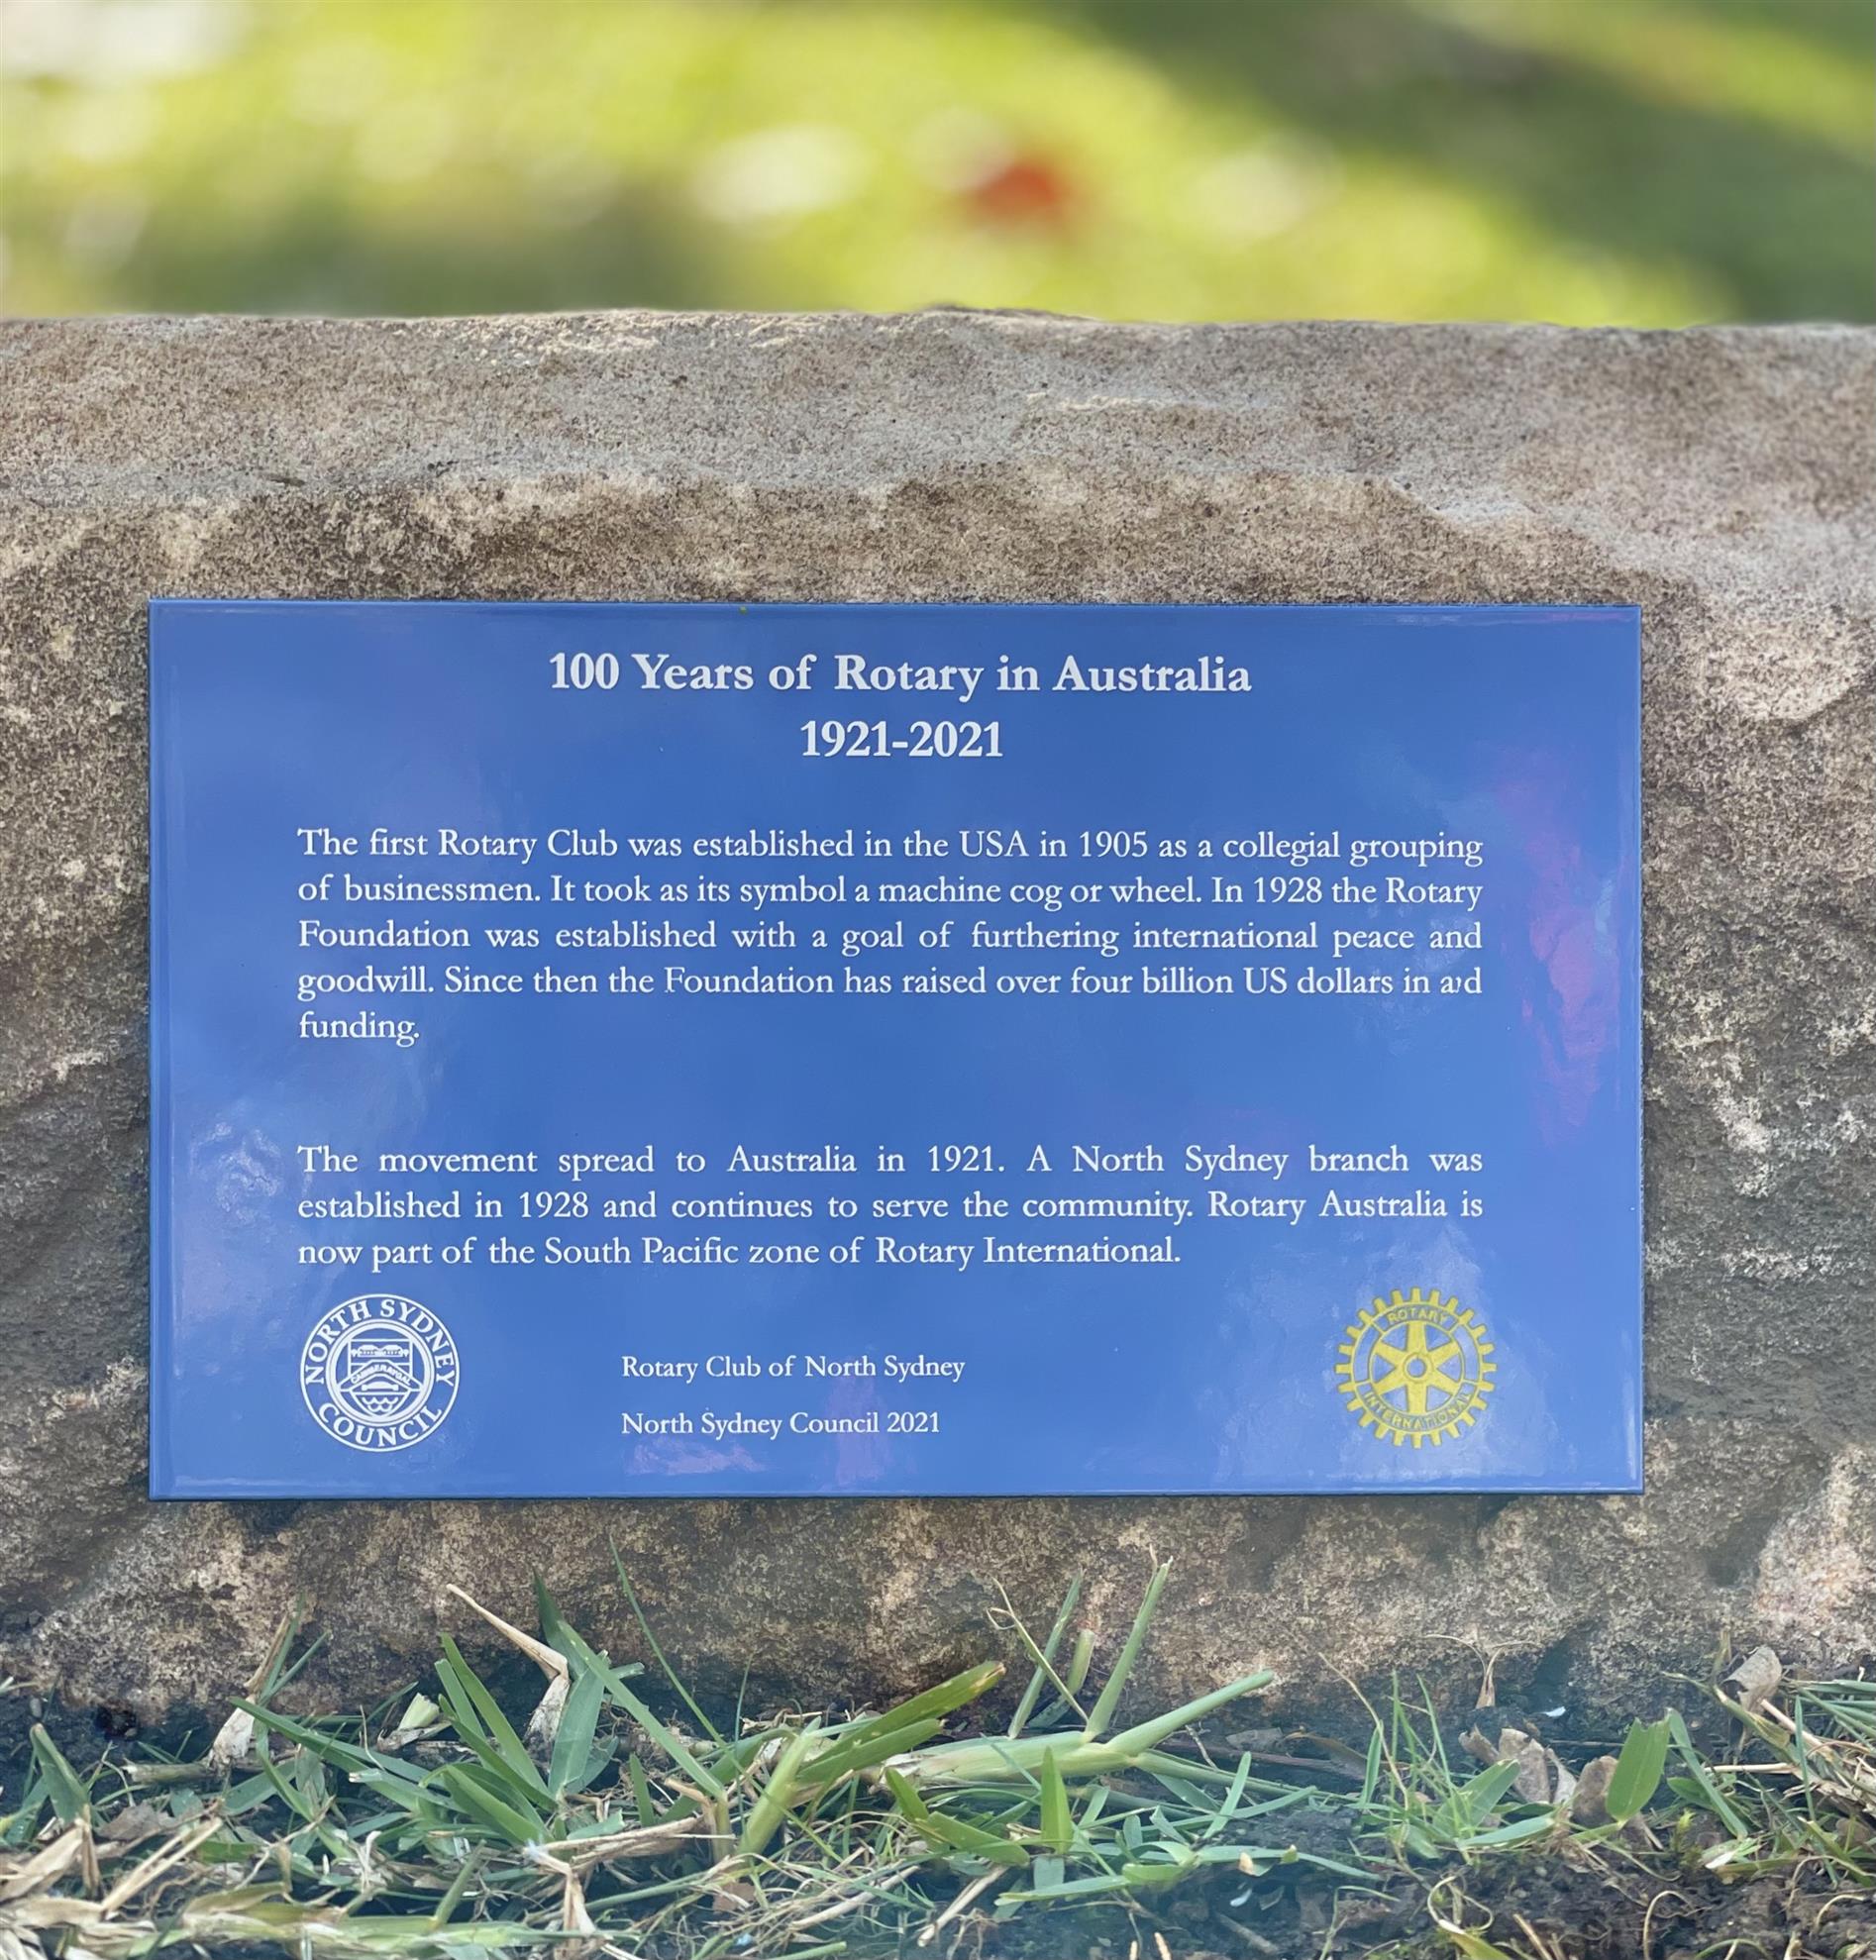 100 Years of Rotary in Australia
1921-2021
The first Rotary Club was established in the USA in 1905 as a collegial grouping
of businessmen. It took as its symbol a machine cog or wheel. In 1928 the Rotary
Foundation was established with a goal of furthering international peace and
goodwill. Since then the Foundation has raised over four billion US dollars in aid
funding.
The movement spread to Australia in 1921. A North Sydney branch was
established in 1928 and continues to serve the community. Rotary Australia is
now part of the South Pacific zone of Rotary International.
NORTH SYDNEY
COUNCIL
Rotary Club of North Sydney
North Sydney Council 2021
ROTARY
INTERNATIONAL